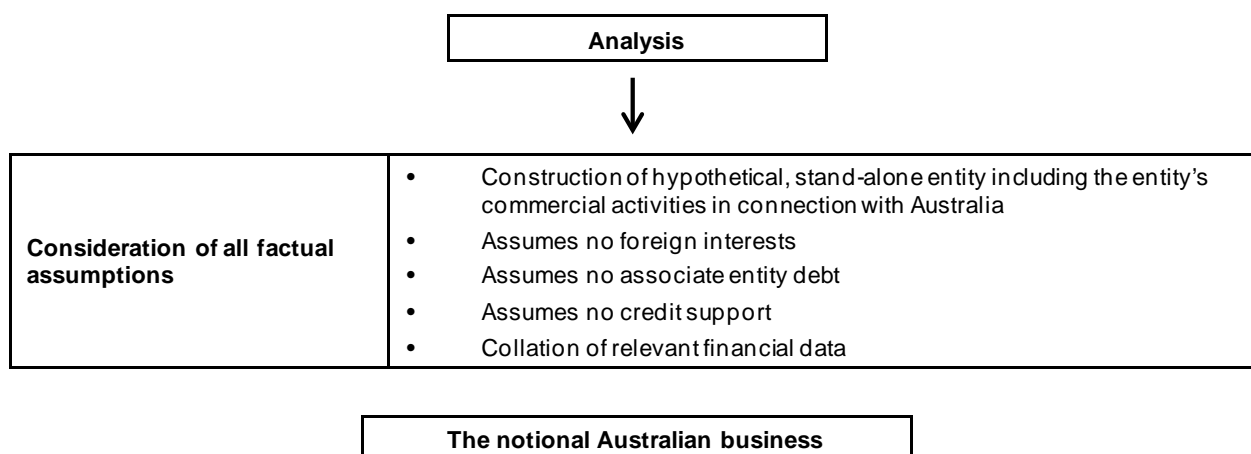 Analysis
Consideration of all factual
assumptions
• Construction of hypothetical, stand-alone entity including the entity's
commercial activities in connection with Australia
• Assumes no foreign interests
• Assumes no associate entity debt
• Assumes no credit support
• Collation of relevant financial data
The notional Australian business